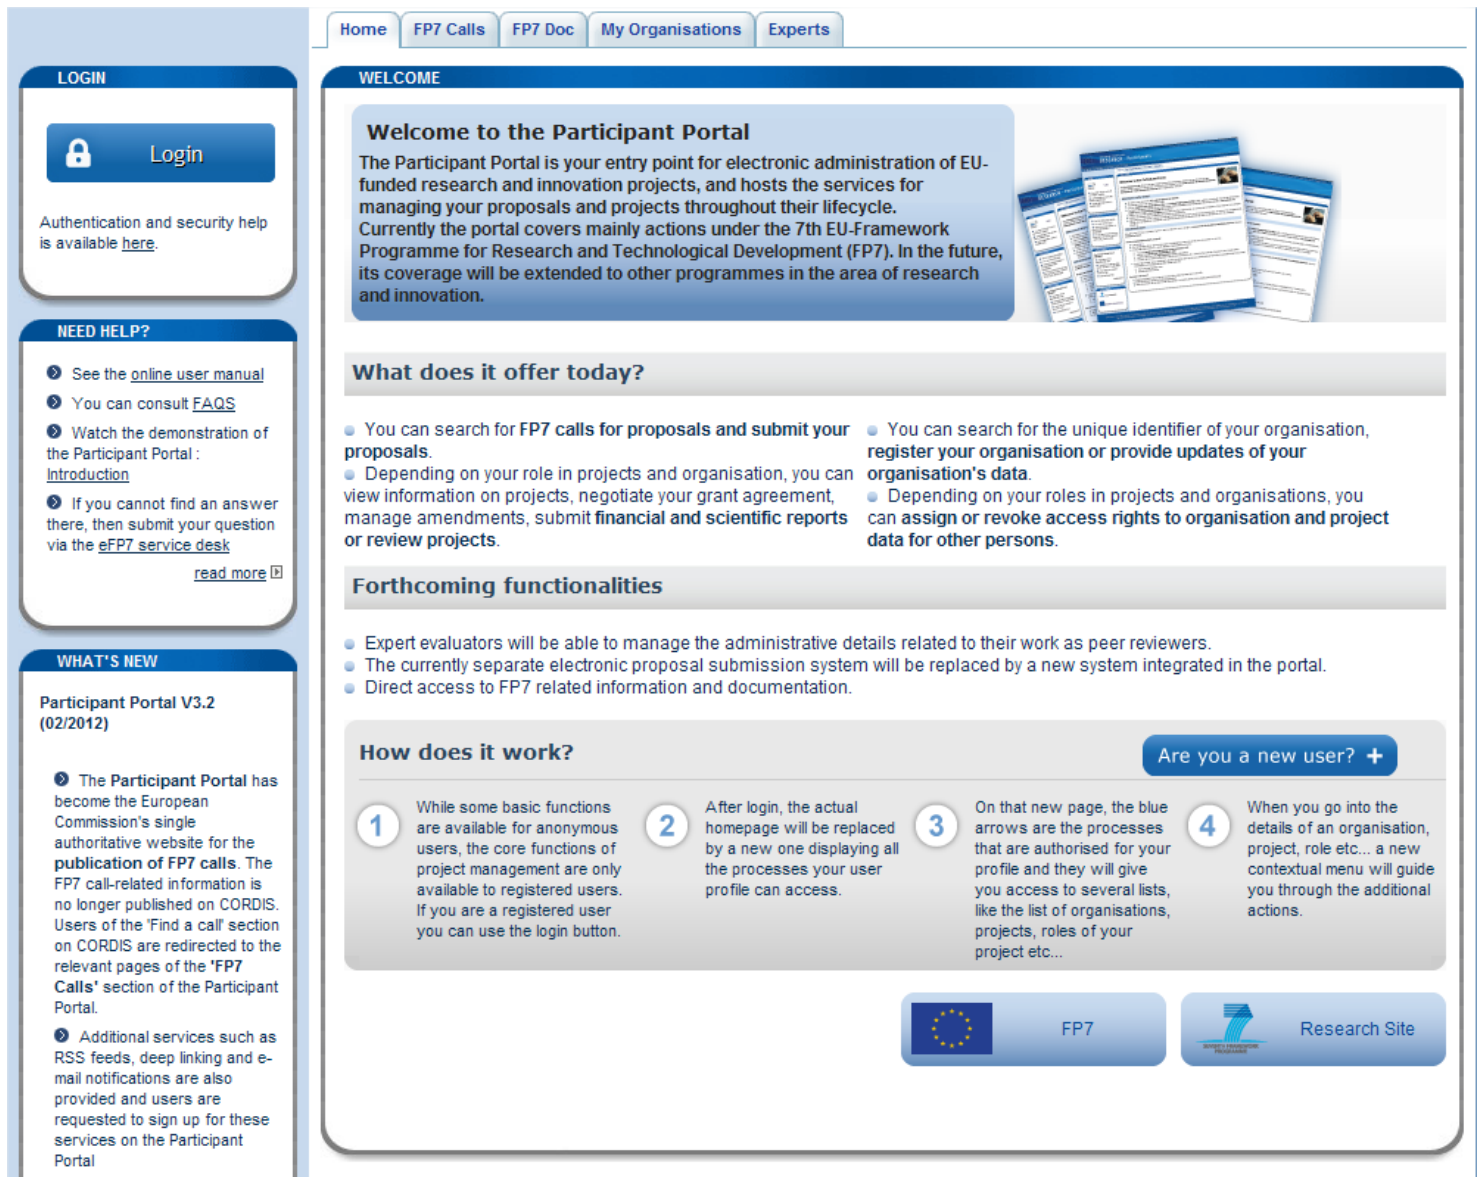 Home
FP7 Calls
FP7 Doc
My Organisations
Experts
LOGIN
Login
Authentication and security help
is available here.
NEED HELP?
See the online user manual
You can consult FAQS
Watch the demonstration of
the Participant Portal :
Introduction
If you cannot find an answer
there, then submit your question
via the eFP7 service desk
read more
WHAT'S NEW
Participant Portal V3.2
(02/2012)
The Participant Portal has
become the European
Commission's single
authoritative website for the
publication of FP7 calls. The
FP7 call-related information is
no longer published on CORDIS.
Users of the 'Find a call' section
on CORDIS are redirected to the
relevant pages of the 'FP7
Calls' section of the Participant
Portal.
Additional services such as
RSS feeds, deep linking and e-
mail notifications are also
provided and users are
requested to sign up for these
services on the Participant
Portal
WELCOME
Welcome to the Participant Portal
The Participant Portal is your entry point for electronic administration of EU-
funded research and innovation projects, and hosts the services for
managing your proposals and projects throughout their lifecycle.
Currently the portal covers mainly actions under the 7th EU-Framework
Programme for Research and Technological Development (FP7). In the future,
its coverage will be extended to other programmes in the area of research
and innovation.
What does it offer today?
You can search for FP7 calls for proposals and submit your
proposals.
Depending on your role in projects and organisation, you can
view information on projects, negotiate your grant agreement,
manage amendments, submit financial and scientific reports
or review projects.
You can search for the unique identifier of your organisation,
register your organisation or provide updates of your
organisation's data.
Depending on your roles in projects and organisations, you
can assign or revoke access rights to organisation and project
data for other persons.
Forthcoming functionalities
Expert evaluators will be able to manage the administrative details related to their work as peer reviewers.
The currently separate electronic proposal submission system will be replaced by a new system integrated in the portal.
Direct access to FP7 related information and documentation.
How does it work?
Are you a new user? +
1
While some basic functions
are available for anonymous
users, the core functions of
project management are only
available to registered users.
If you are a registered user
you can use the login button.
2
After login, the actual
homepage will be replaced
by a new one displaying all
the processes your user
profile can access.
3
On that new page, the blue
arrows are the processes
that are authorised for your
profile and they will give
you access to several lists,
like the list of organisations,
projects, roles of your
project etc...
4
When you go into the
details of an organisation,
project, role etc... a new
contextual menu will guide
you through the additional
actions.
FP7
SEVENTH FRAMEWORK
PROGRAMME
Research Site